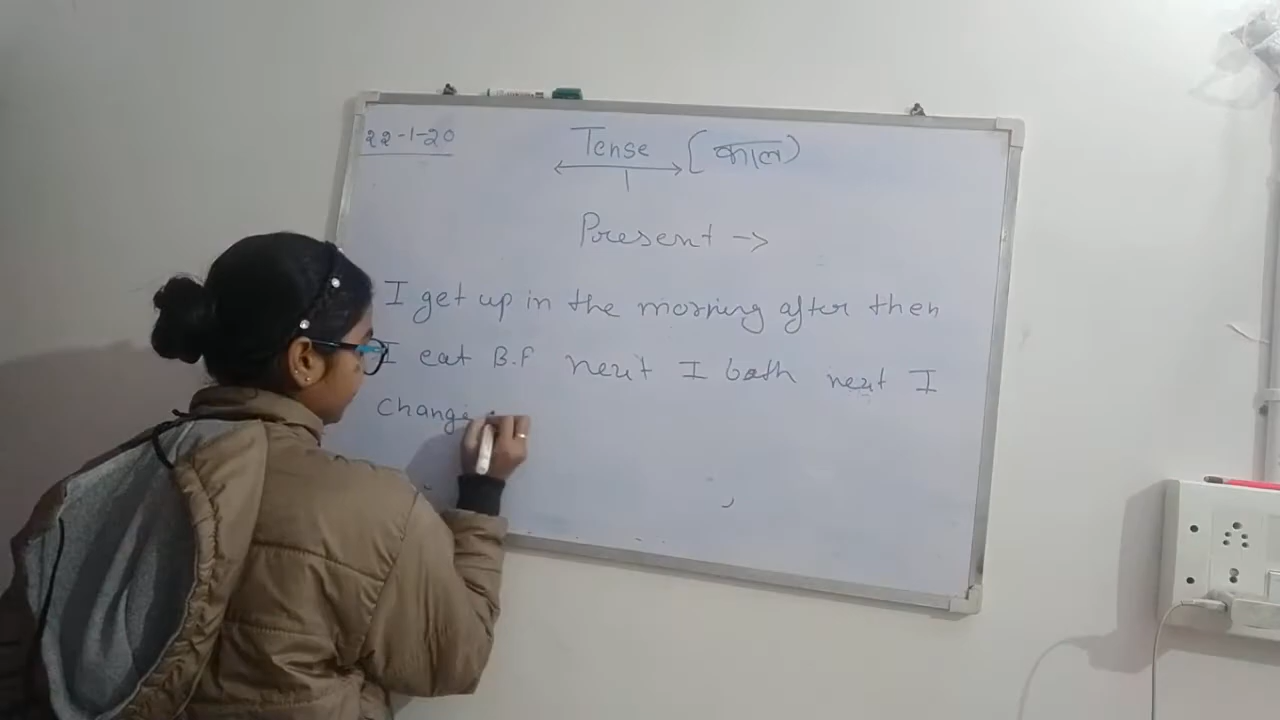 22-1-20
Tense (काल)
Present →
I get up in the morning after then
I eat B.F next I bath next I
change